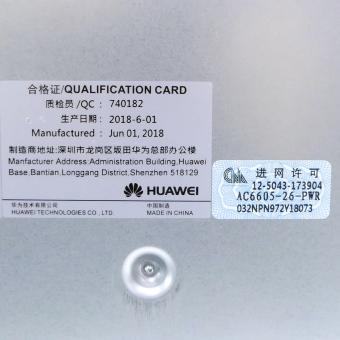 合格证/QUALIFICATION CARD
质检员/QC : 740182
生产日期 : 2018-6-01
Manufactured : Jun 01, 2018
制造商地址:深圳市龙岗区坂田华为总部办公楼
Manfacturer Address:Administration Building,Huawei
Base,Bantian,Longgang District,Shenzhen 518129
HUAWEI
华为技术有限公司 中国制造
HUAWEI TECHNOLOGIES CO.,LTD. MADE IN CHINA
进网许可
12-5043-173904
AC6605-26-PWR
032NPN972Y18073